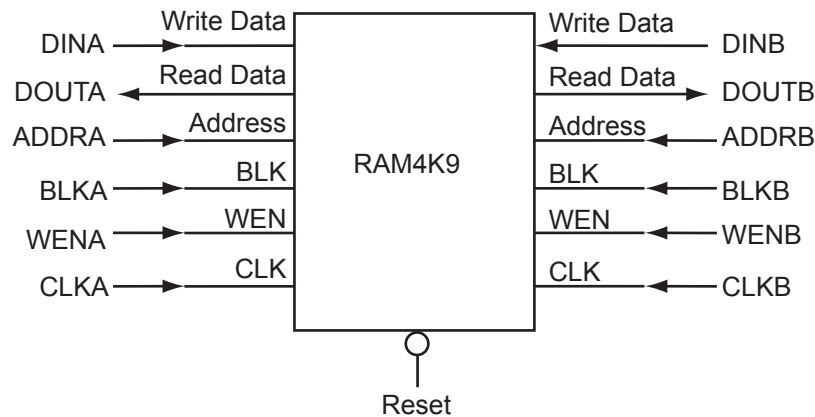 DINA Write Data Write Data DINB
DOUTA Read Data Read Data DOUTB
ADDRA Address Address ADDRB
RAM4K9
BLKA BLK BLK BLKB
WENA WEN WEN WENB
CLKA CLK CLK CLKB
Reset